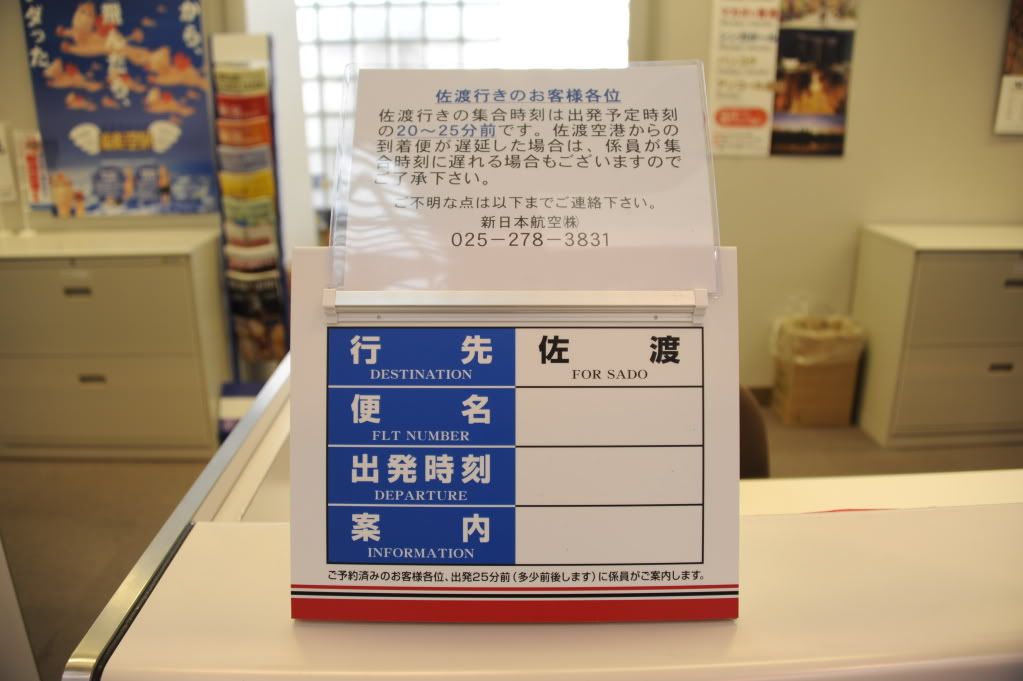 佐渡行きのお客様各位
佐渡行きの集合時刻は出発予定時刻
の20～25分前です。佐渡空港からの
到着便が遅延した場合は、係員が集
合時刻に遅れる場合もございますので
ご了承下さい。
ご不明な点は以下までご連絡下さい。
新日本航空㈱
025－278－3831
行先 佐渡
DESTINATION FOR SADO
便名
FLT NUMBER
出発時刻
DEPARTURE
案内
INFORMATION
ご予約済みのお客様各位、出発25分前（多少前後します）に係員がご案内します。